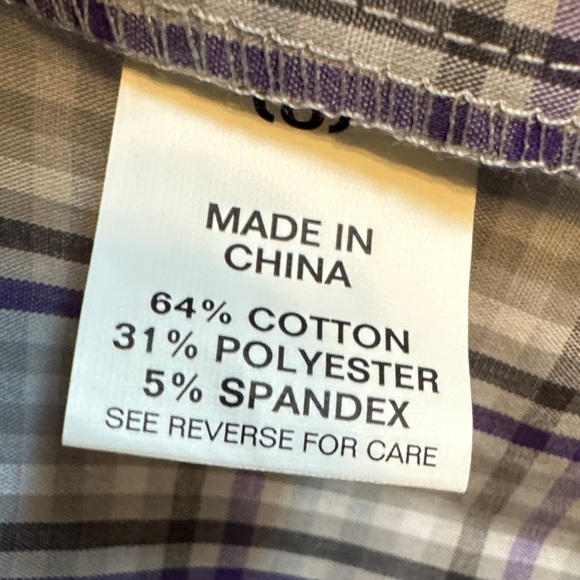 MADE IN
CHINA
64% COTTON
31% POLYESTER
5% SPANDEX
SEE REVERSE FOR CARE